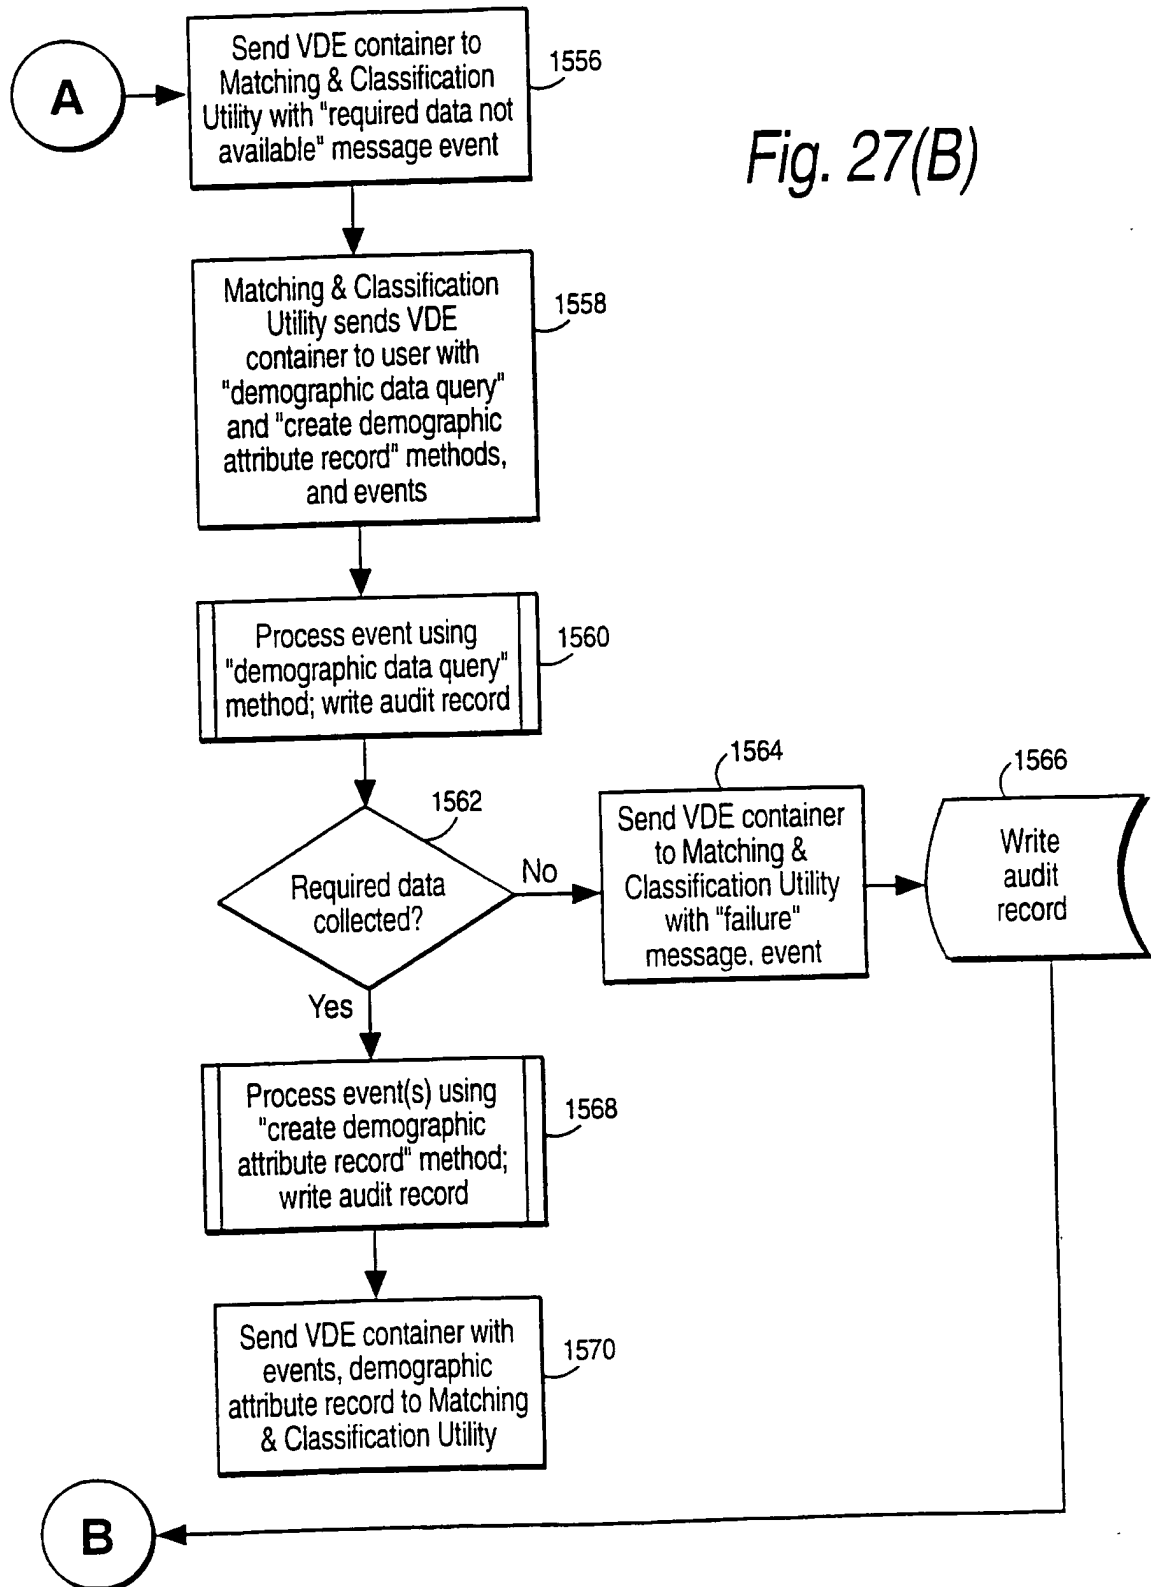 A
Send VDE container to
Matching & Classification
Utility with "required data not
available" message event
1556
Fig. 27(B)
Matching & Classification
Utility sends VDE
container to user with
"demographic data query"
and "create demographic
attribute record" methods,
and events
1558
Process event using
"demographic data query"
method; write audit record
1560
Required data
collected?
1562
No
Yes
Send VDE container
to Matching &
Classification Utility
with "failure"
message. event
1564
Write
audit
record
1566
Process event(s) using
"create demographic
attribute record" method;
write audit record
1568
Send VDE container with
events, demographic
attribute record to Matching
& Classification Utility
1570
B